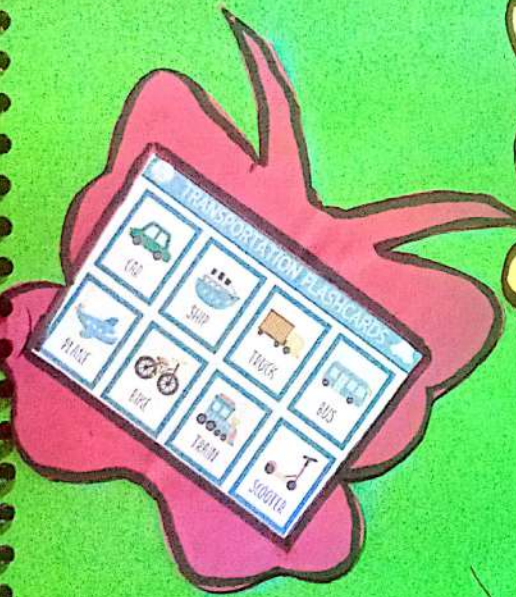 TRANSPORTATION FLASHCARDS
CAR
SHIP
TRUCK
BUS
PLANE
BIKE
TRAIN
SCOOTER